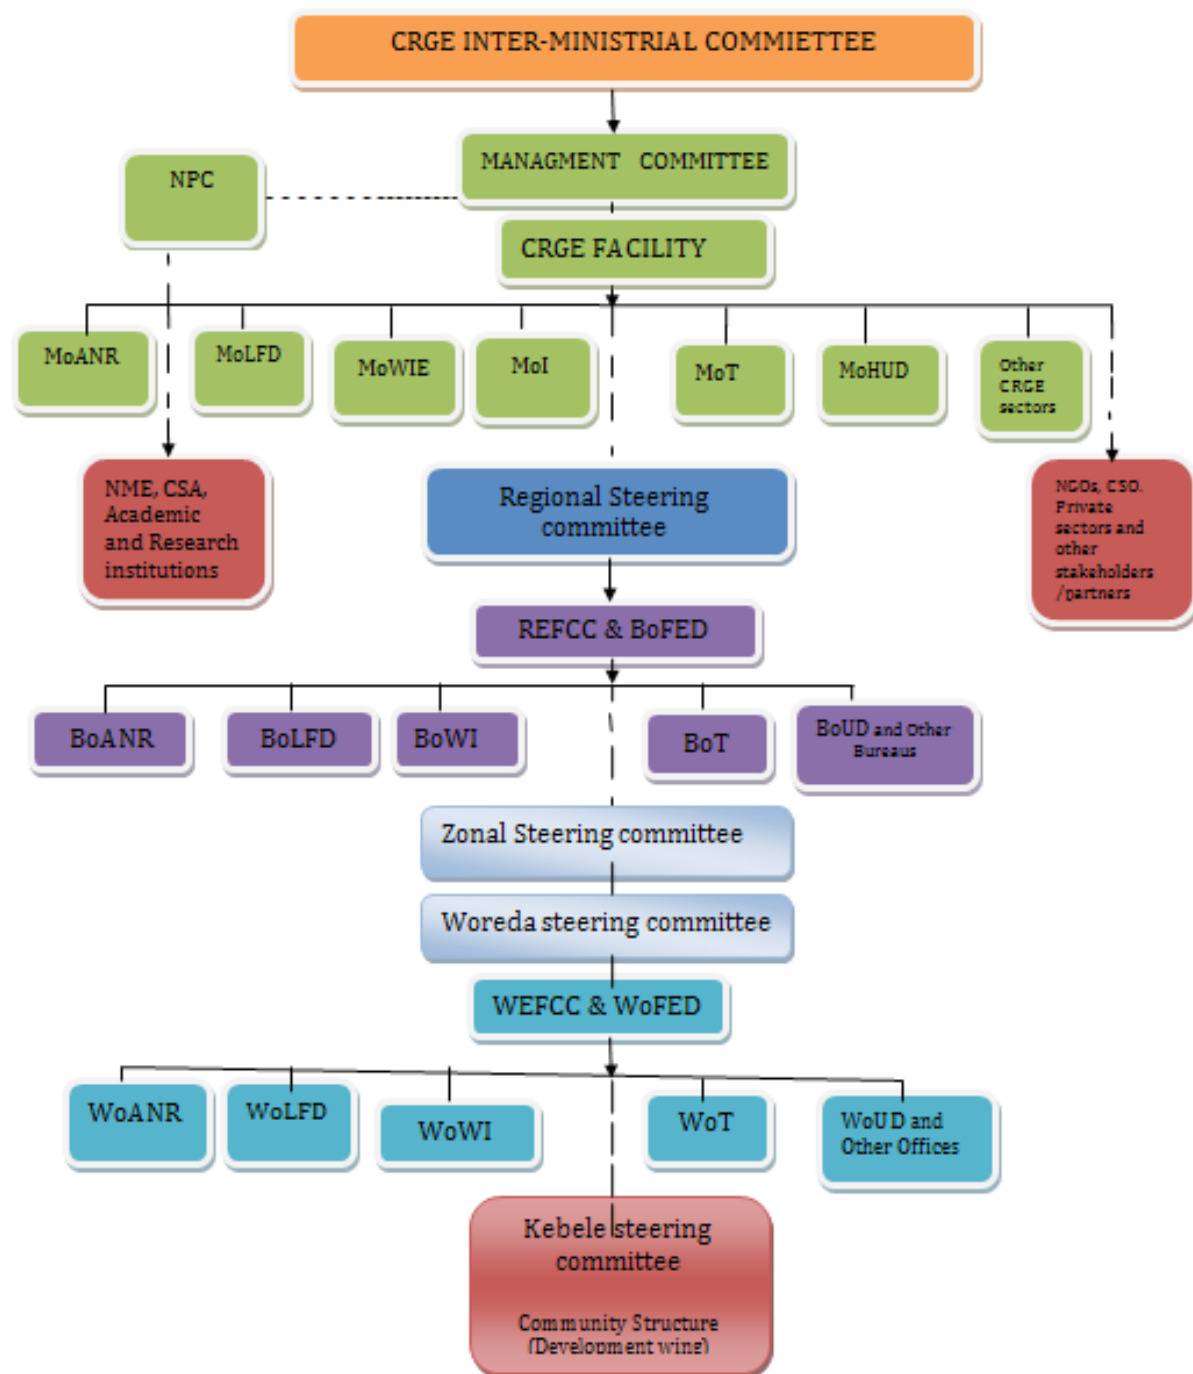 CRGE INTER-MINISTRIAL COMMIETTEE
MANAGMENT COMMITTEE
NPC
CRGE FACILITY
MoANR
MoLFD
MoWIE
MoI
MoT
MoHUD
Other
CRGE
sectors
NME, CSA,
Academic
and Research
institutions
Regional Steering
committee
NGOs, CSO.
Private
sectors and
other
stakeholders
/partners
REFCC & BoFED
BoANR
BoLFD
BoWI
BoT
BoUD and Other
Bureaus
Zonal Steering committee
Woreda steering committee
WEFCC & WoFED
WoANR
WoLFD
WoWI
WoT
WoUD and
Other Offices
Kebele steering
committee
Community Structure
(Development wing)